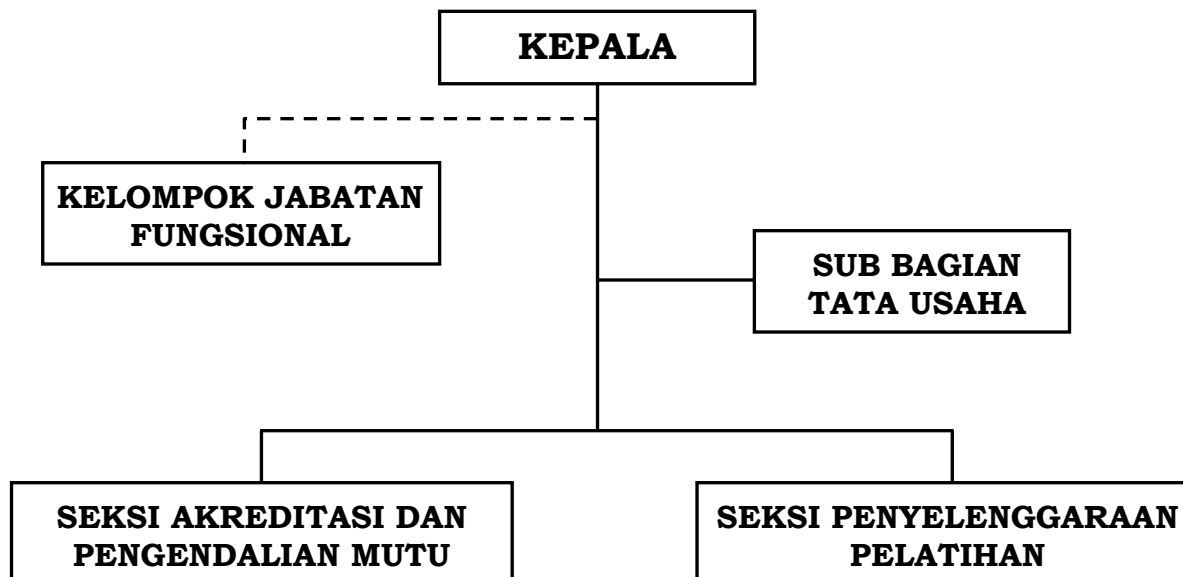 KEPALA
KELOMPOK JABATAN
FUNGSIONAL
SUB BAGIAN
TATA USAHA
SEKSI AKREDITASI DAN
PENGENDALIAN MUTU
SEKSI PENYELENGGARAAN
PELATIHAN